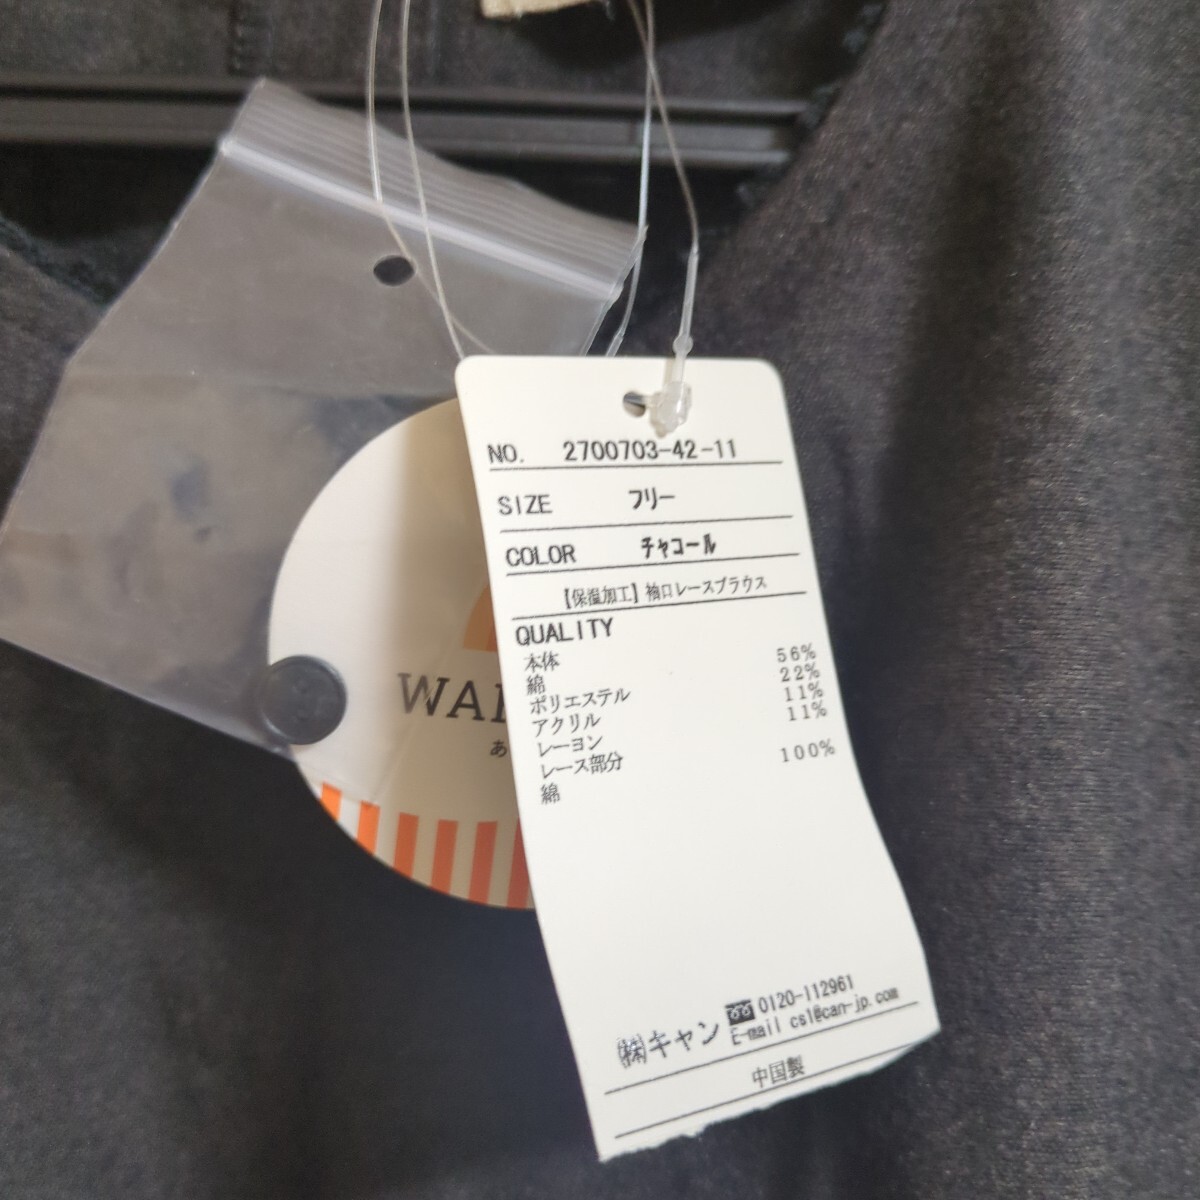 NO. 2700703-42-11
SIZE フリー
COLOR チャコール
【保温加工】袖口レースブラウス
QUALITY
本体
綿 56%
ポリエステル 22%
アクリル 11%
レーヨン 11%
レース部分
綿 100%
㈱キャン 0120-112961
E-mail cs1@can-jp.com
中国製
あ